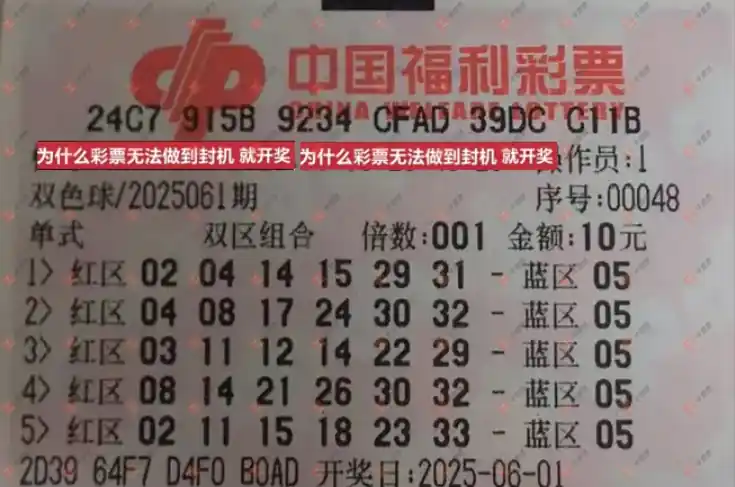 中国福利彩票
CHINA WELFARE LOTTERY
24C7 915B 9234 CFAD 39DC C11B
为什么彩票无法做到封机 就开奖 为什么彩票无法做到封机 就开奖 操作员:1
双色球/2025061期 序号:00048
单式 双区组合 倍数:001 金额:10元
1> 红区 02 04 14 15 29 31 - 蓝区 05
2> 红区 04 08 17 24 30 32 - 蓝区 05
3> 红区 03 11 12 14 22 29 - 蓝区 05
4> 红区 08 14 21 26 30 32 - 蓝区 05
5> 红区 02 11 15 18 23 33 - 蓝区 05
2D39 64F7 D4F0 B0AD 开奖日:2025-06-01